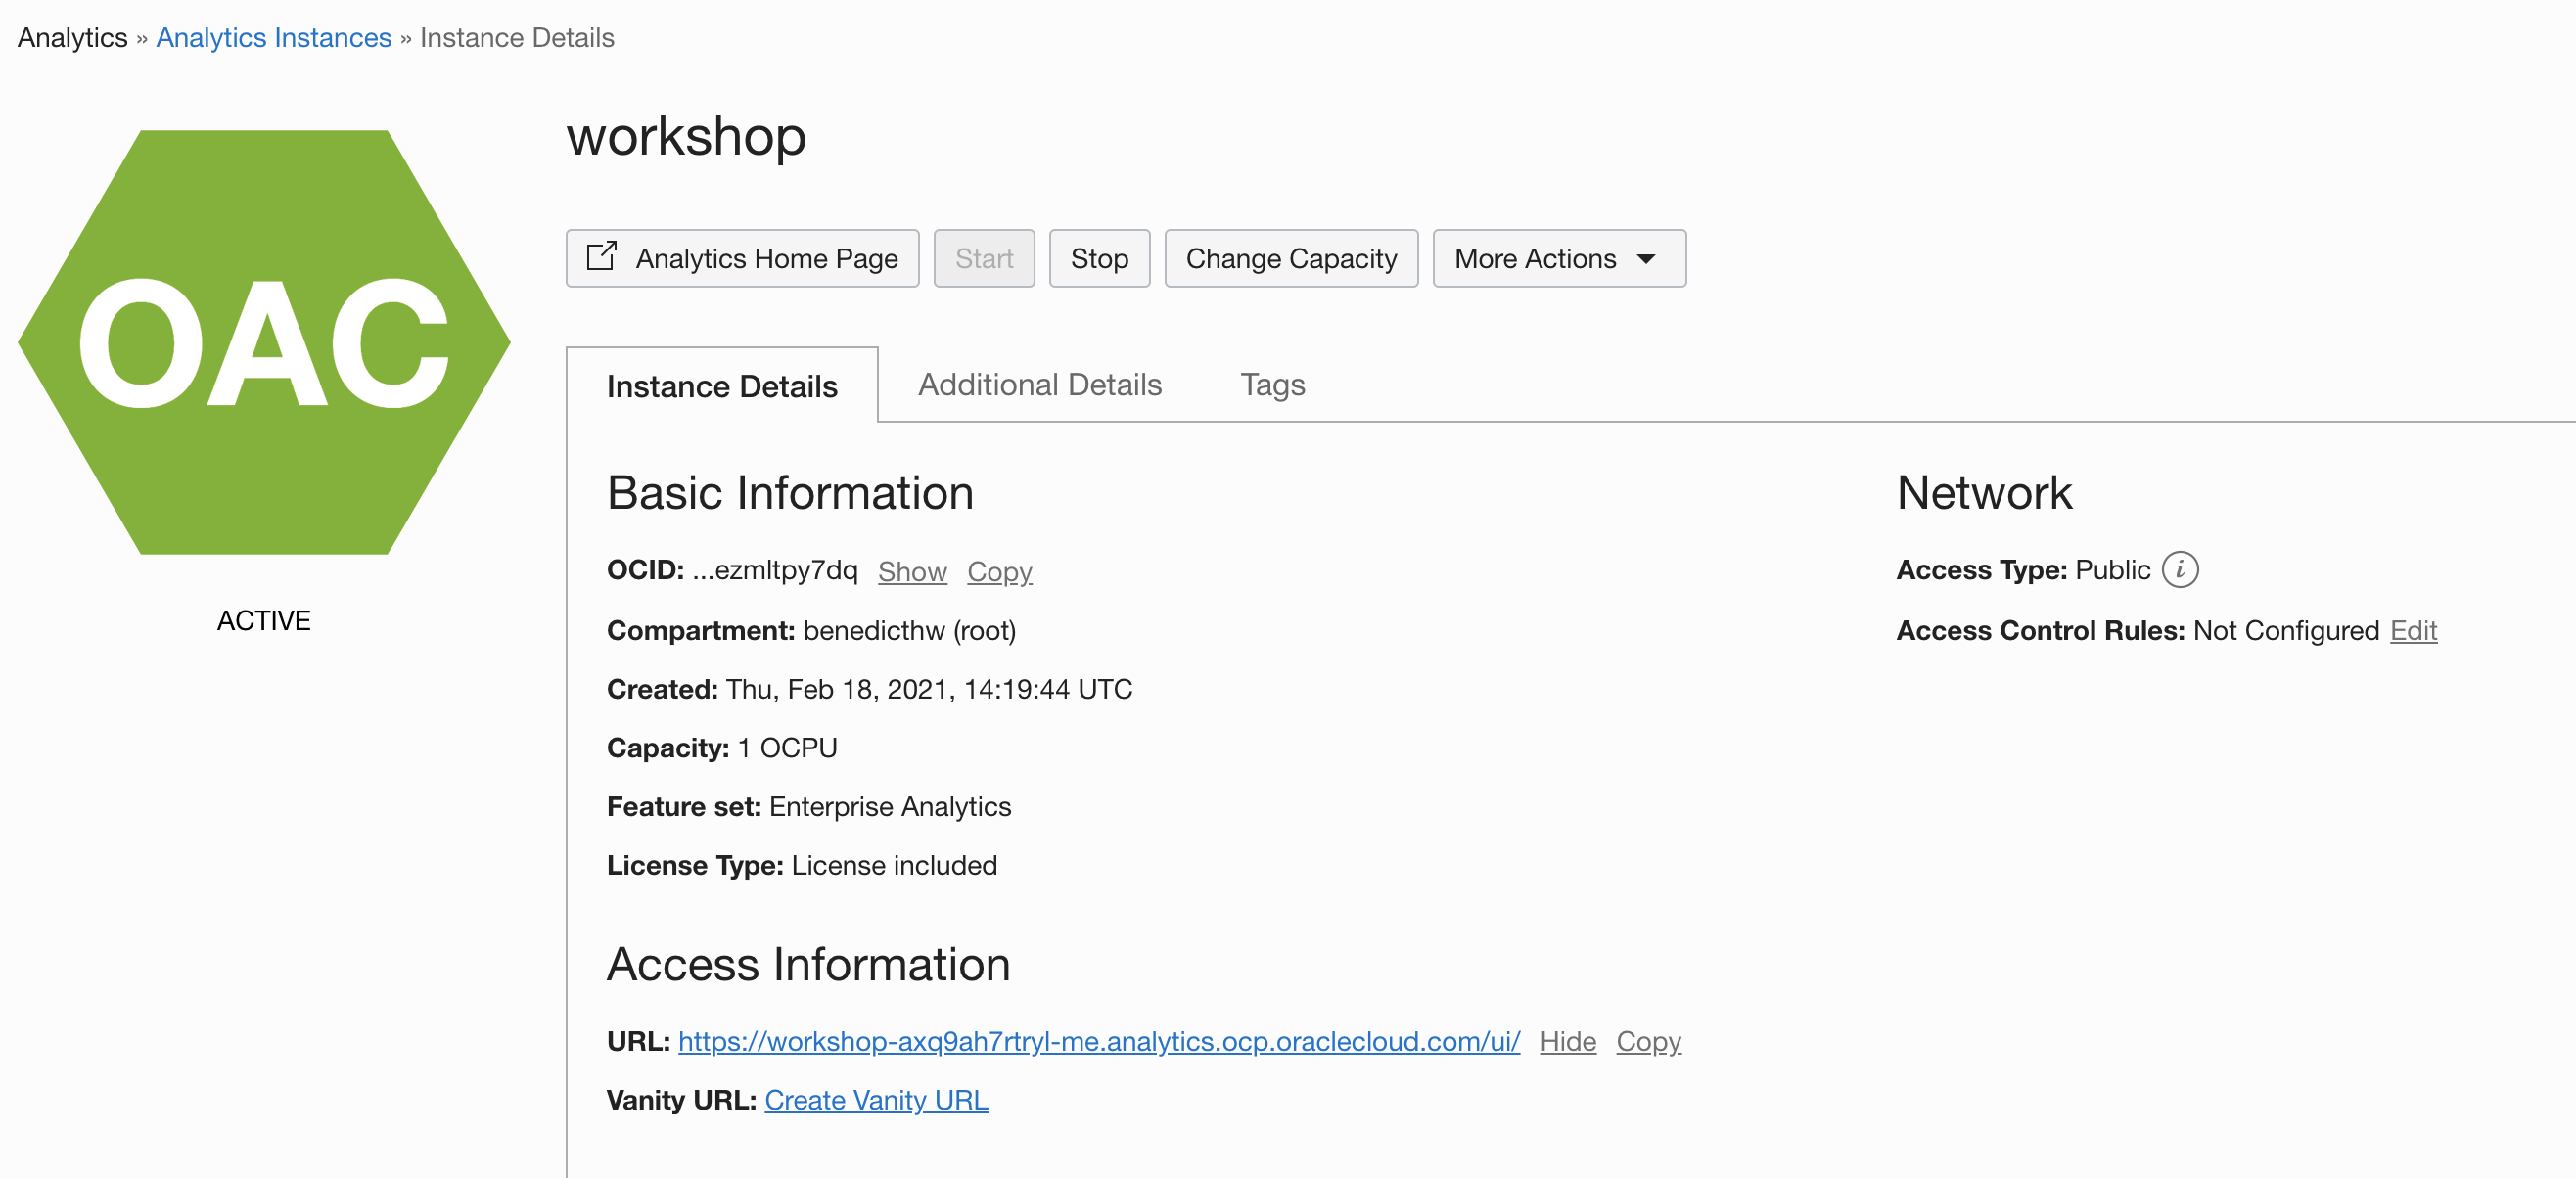 Analytics » Analytics Instances » Instance Details
OAC
ACTIVE
workshop
Analytics Home Page Start Stop Change Capacity More Actions
Instance Details Additional Details Tags
Basic Information
OCID: ...ezmltpy7dq Show Copy
Compartment: benedicthw (root)
Created: Thu, Feb 18, 2021, 14:19:44 UTC
Capacity: 1 OCPU
Feature set: Enterprise Analytics
License Type: License included
Access Information
URL: https://workshop-axq9ah7rtryl-me.analytics.ocp.oraclecloud.com/ui/ Hide Copy
Vanity URL: Create Vanity URL
Network
Access Type: Public i
Access Control Rules: Not Configured Edit